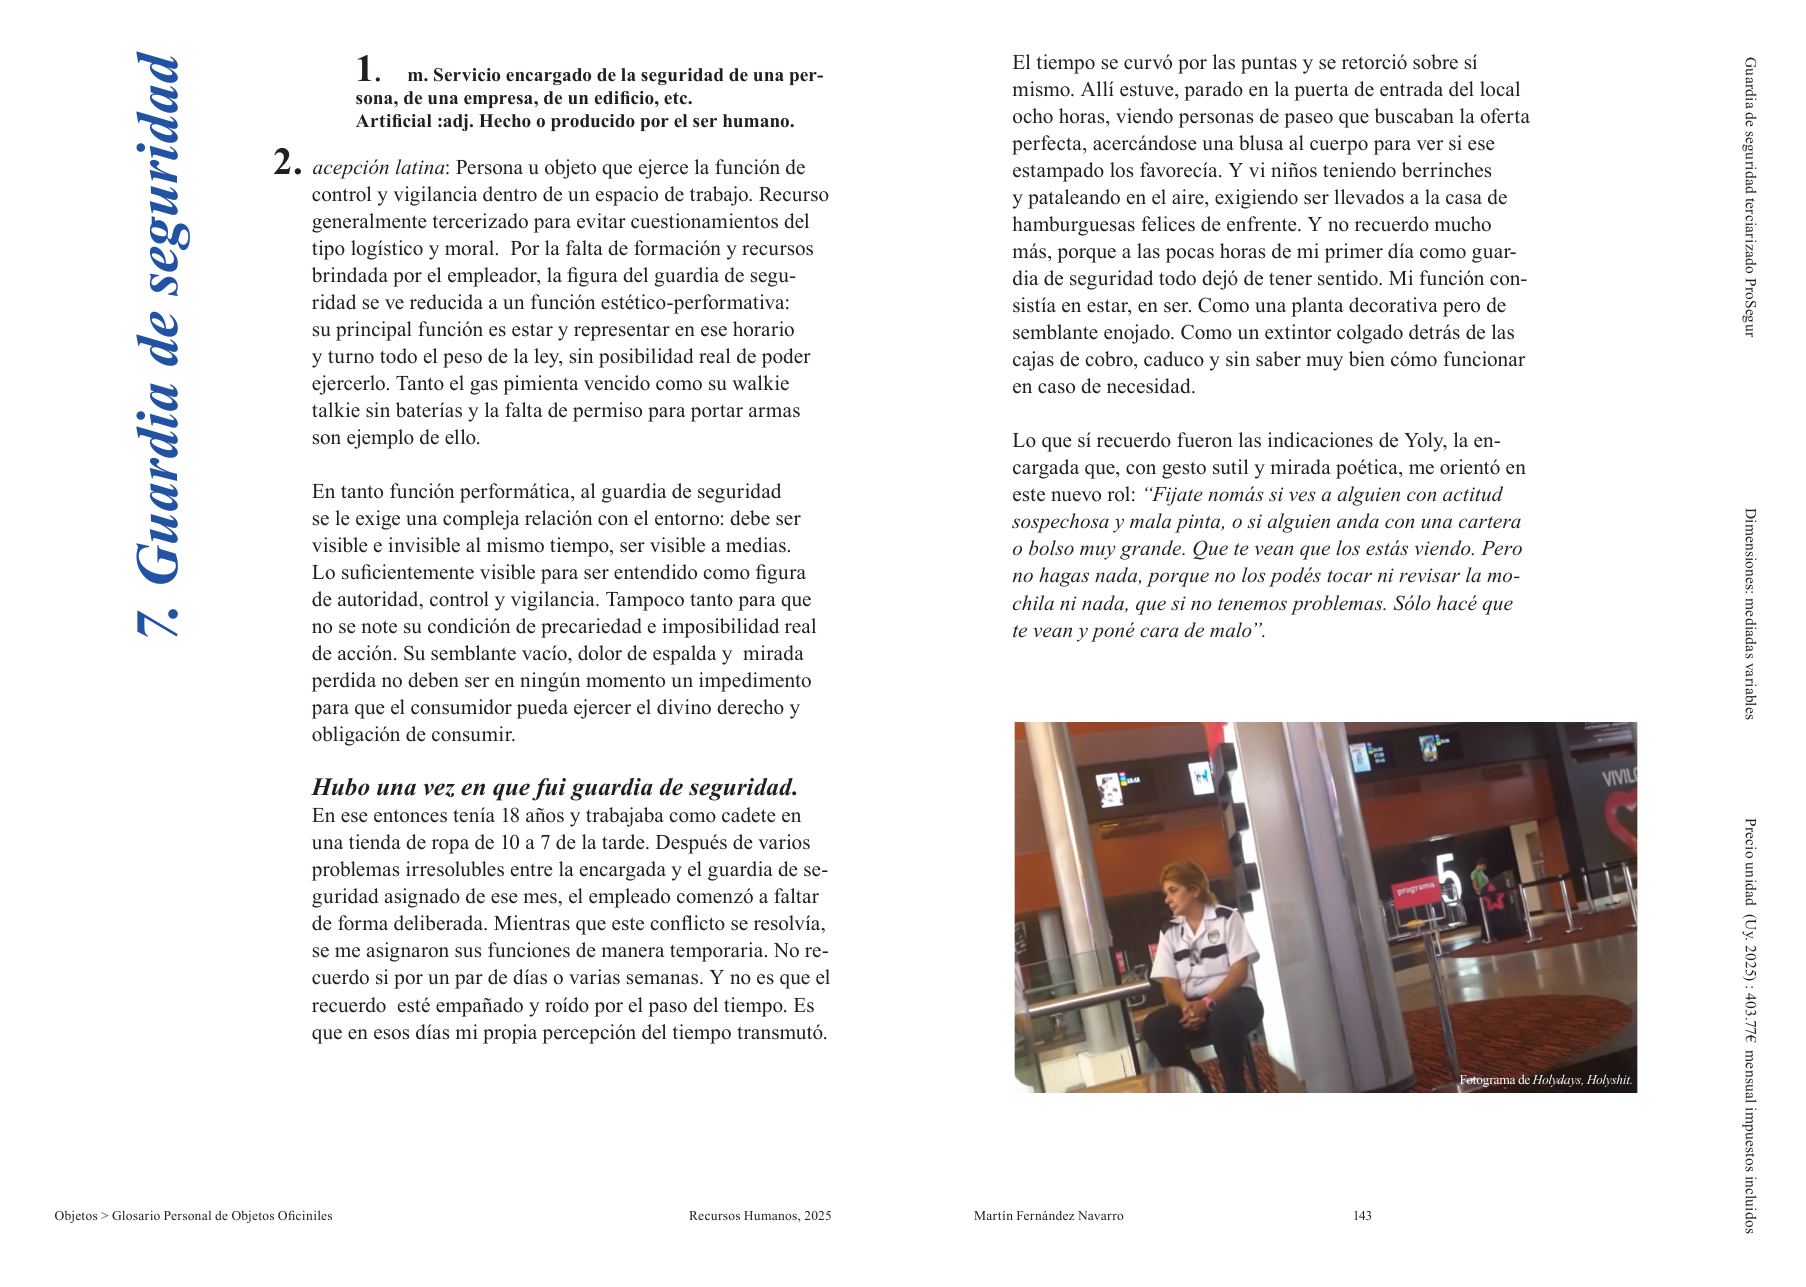 7. Guardia de seguridad
1. m. Servicio encargado de la seguridad de una per-
sona, de una empresa, de un edificio, etc.
Artificial :adj. Hecho o producido por el ser humano.
2. acepción latina: Persona u objeto que ejerce la función de
control y vigilancia dentro de un espacio de trabajo. Recurso
generalmente tercerizado para evitar cuestionamientos del
tipo logístico y moral.  Por la falta de formación y recursos
brindada por el empleador, la figura del guardia de segu-
ridad se ve reducida a un función estético-performativa:
su principal función es estar y representar en ese horario
y turno todo el peso de la ley, sin posibilidad real de poder
ejercerlo. Tanto el gas pimienta vencido como su walkie
talkie sin baterías y la falta de permiso para portar armas
son ejemplo de ello.
En tanto función performática, al guardia de seguridad
se le exige una compleja relación con el entorno: debe ser
visible e invisible al mismo tiempo, ser visible a medias.
Lo suficientemente visible para ser entendido como figura
de autoridad, control y vigilancia. Tampoco tanto para que
no se note su condición de precariedad e imposibilidad real
de acción. Su semblante vacío, dolor de espalda y  mirada
perdida no deben ser en ningún momento un impedimento
para que el consumidor pueda ejercer el divino derecho y
obligación de consumir.
Hubo una vez en que fui guardia de seguridad.
En ese entonces tenía 18 años y trabajaba como cadete en
una tienda de ropa de 10 a 7 de la tarde. Después de varios
problemas irresolubles entre la encargada y el guardia de se-
guridad asignado de ese mes, el empleado comenzó a faltar
de forma deliberada. Mientras que este conflicto se resolvía,
se me asignaron sus funciones de manera temporaria. No re-
cuerdo si por un par de días o varias semanas. Y no es que el
recuerdo  esté empañado y roído por el paso del tiempo. Es
que en esos días mi propia percepción del tiempo transmutó.
El tiempo se curvó por las puntas y se retorció sobre sí
mismo. Allí estuve, parado en la puerta de entrada del local
ocho horas, viendo personas de paseo que buscaban la oferta
perfecta, acercándose una blusa al cuerpo para ver si ese
estampado los favorecía. Y vi niños teniendo berrinches
y pataleando en el aire, exigiendo ser llevados a la casa de
hamburguesas felices de enfrente. Y no recuerdo mucho
más, porque a las pocas horas de mi primer día como guar-
dia de seguridad todo dejó de tener sentido. Mi función con-
sistía en estar, en ser. Como una planta decorativa pero de
semblante enojado. Como un extintor colgado detrás de las
cajas de cobro, caduco y sin saber muy bien cómo funcionar
en caso de necesidad.
Lo que sí recuerdo fueron las indicaciones de Yoly, la en-
cargada que, con gesto sutil y mirada poética, me orientó en
este nuevo rol: “Fijate nomás si ves a alguien con actitud
sospechosa y mala pinta, o si alguien anda con una cartera
o bolso muy grande. Que te vean que los estás viendo. Pero
no hagas nada, porque no los podés tocar ni revisar la mo-
chila ni nada, que si no tenemos problemas. Sólo hacé que
te vean y poné cara de malo”.
VIVILO
programa
5
Fotograma de Holydays, Holyshit.
Guardia de seguridad terciarizado ProSegur
Dimensiones: mediadas variables
Precio unidad  (Uy. 2025) : 403.77€  mensual impuestos incluidos
Objetos > Glosario Personal de Objetos Oficiniles
Recursos Humanos, 2025
Martín Fernández Navarro
143